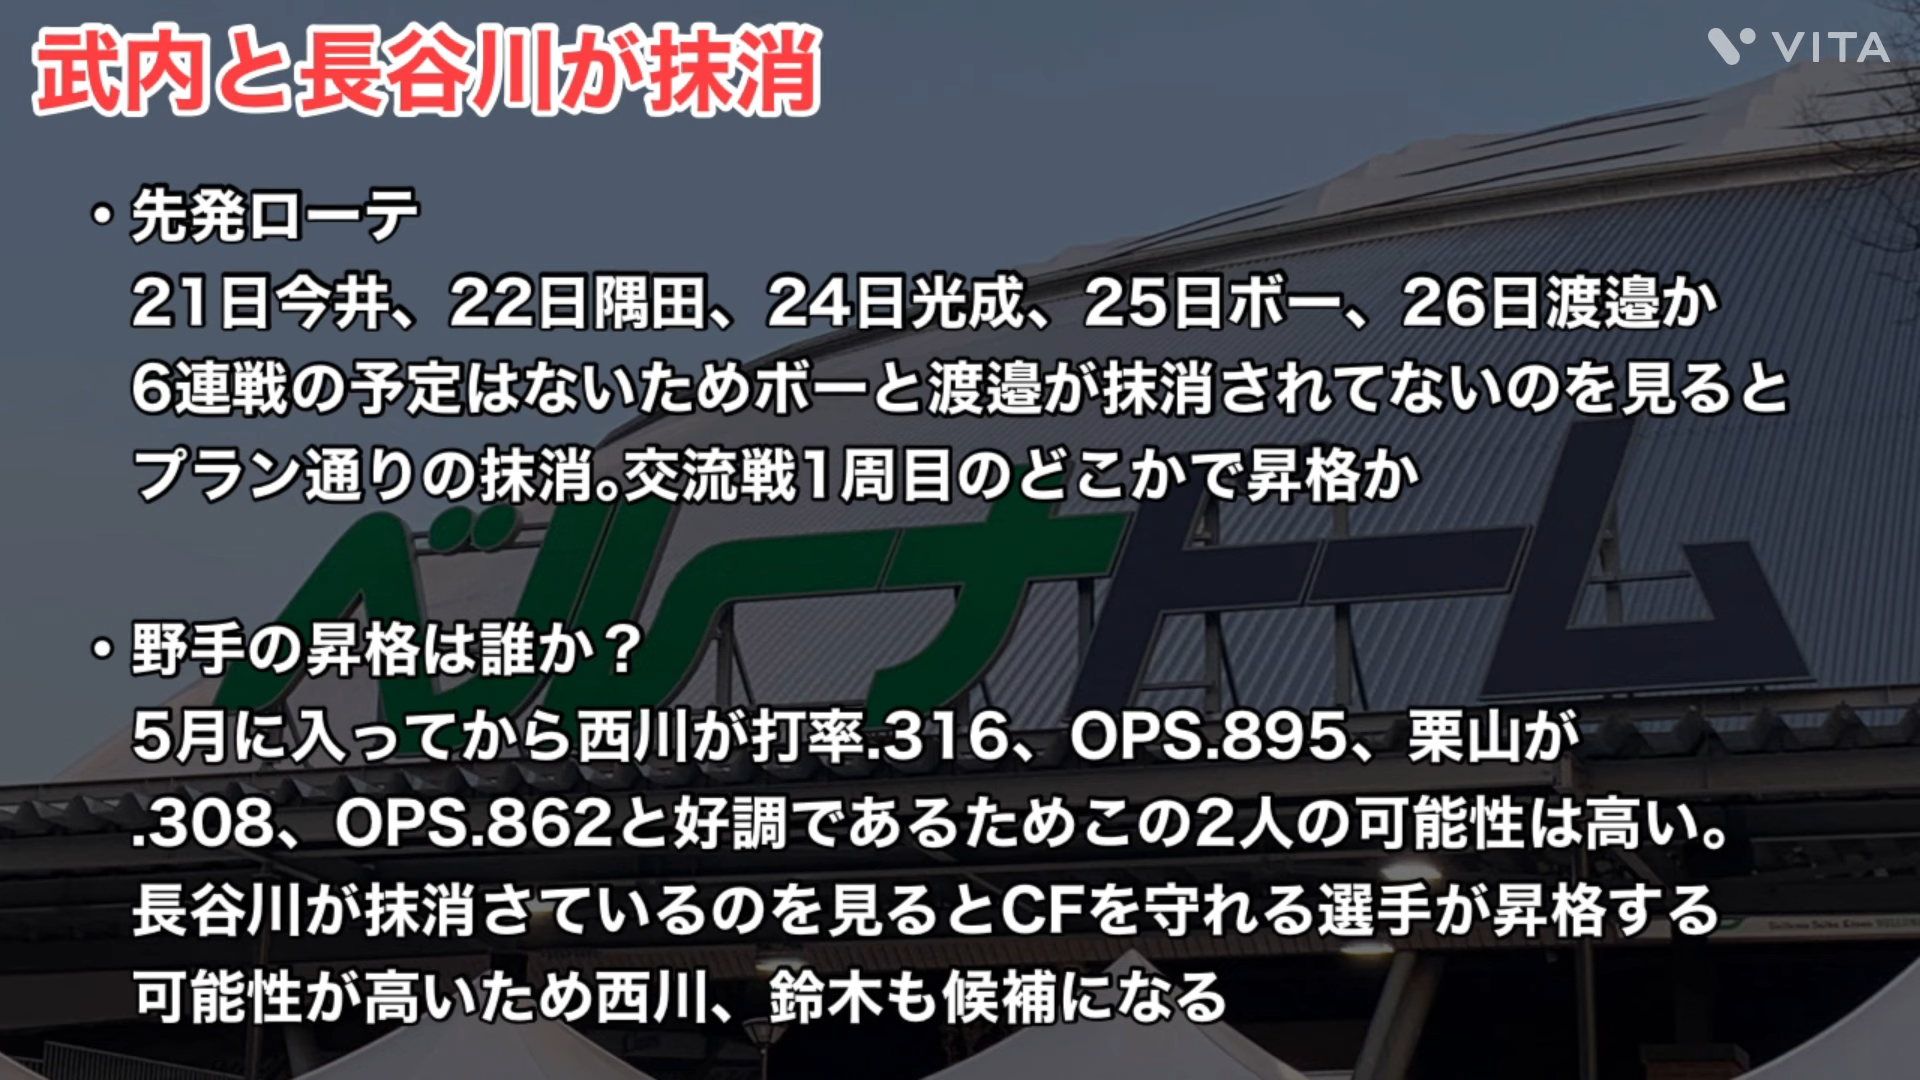 武内と長谷川が抹消
VITA
・先発ローテ
21日今井、22日隅田、24日光成、25日ボー、26日渡邉か
6連戦の予定はないためボーと渡邉が抹消されてないのを見ると
プラン通りの抹消。交流戦1周目のどこかで昇格か
ベルーナドーム
・野手の昇格は誰か？
5月に入ってから西川が打率.316、OPS.895、栗山が
.308、OPS.862と好調であるためこの2人の可能性は高い。
長谷川が抹消さているのを見るとCFを守れる選手が昇格する
可能性が高いため西川、鈴木も候補になる